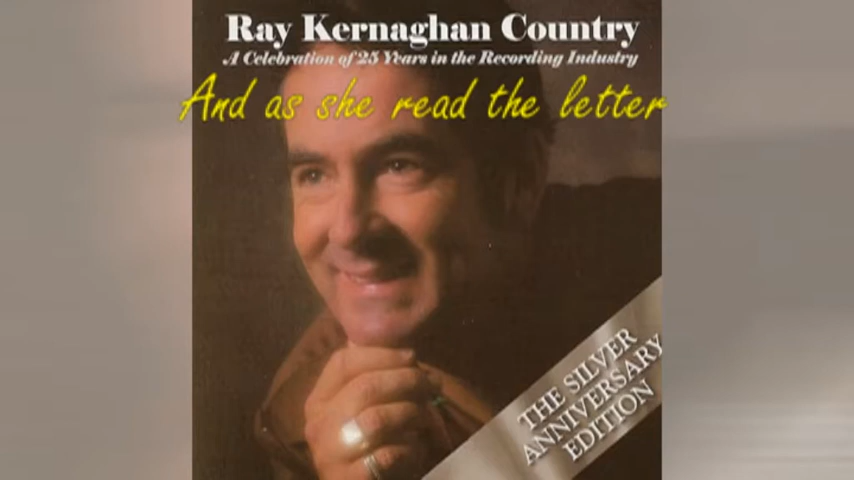 Ray Kernaghan Country
A Celebration of 25 Years in the Recording Industry
And as she read the letter
THE SILVER
ANNIVERSARY
EDITION